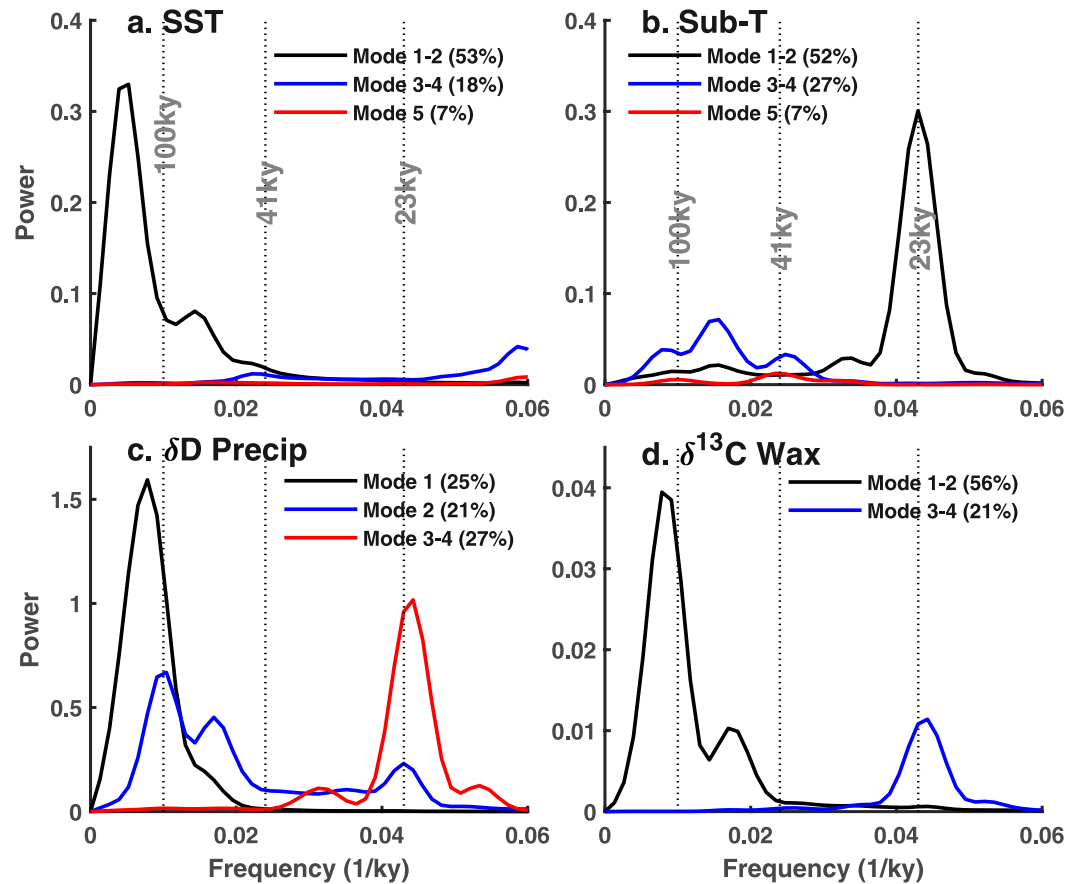 a. SST
Mode 1-2 (53%)
Mode 3-4 (18%)
Mode 5 (7%)
100ky
41ky
23ky
Power
0.4
0.3
0.2
0.1
0
0 0.02 0.04 0.06
b. Sub-T
Mode 1-2 (52%)
Mode 3-4 (27%)
Mode 5 (7%)
100ky
41ky
23ky
0.4
0.3
0.2
0.1
0
0 0.02 0.04 0.06
c. δD Precip
Mode 1 (25%)
Mode 2 (21%)
Mode 3-4 (27%)
Power
1.5
1
0.5
0
0 0.02 0.04 0.06
Frequency (1/ky)
d. δ¹³C Wax
Mode 1-2 (56%)
Mode 3-4 (21%)
0.04
0.03
0.02
0.01
0
0 0.02 0.04 0.06
Frequency (1/ky)